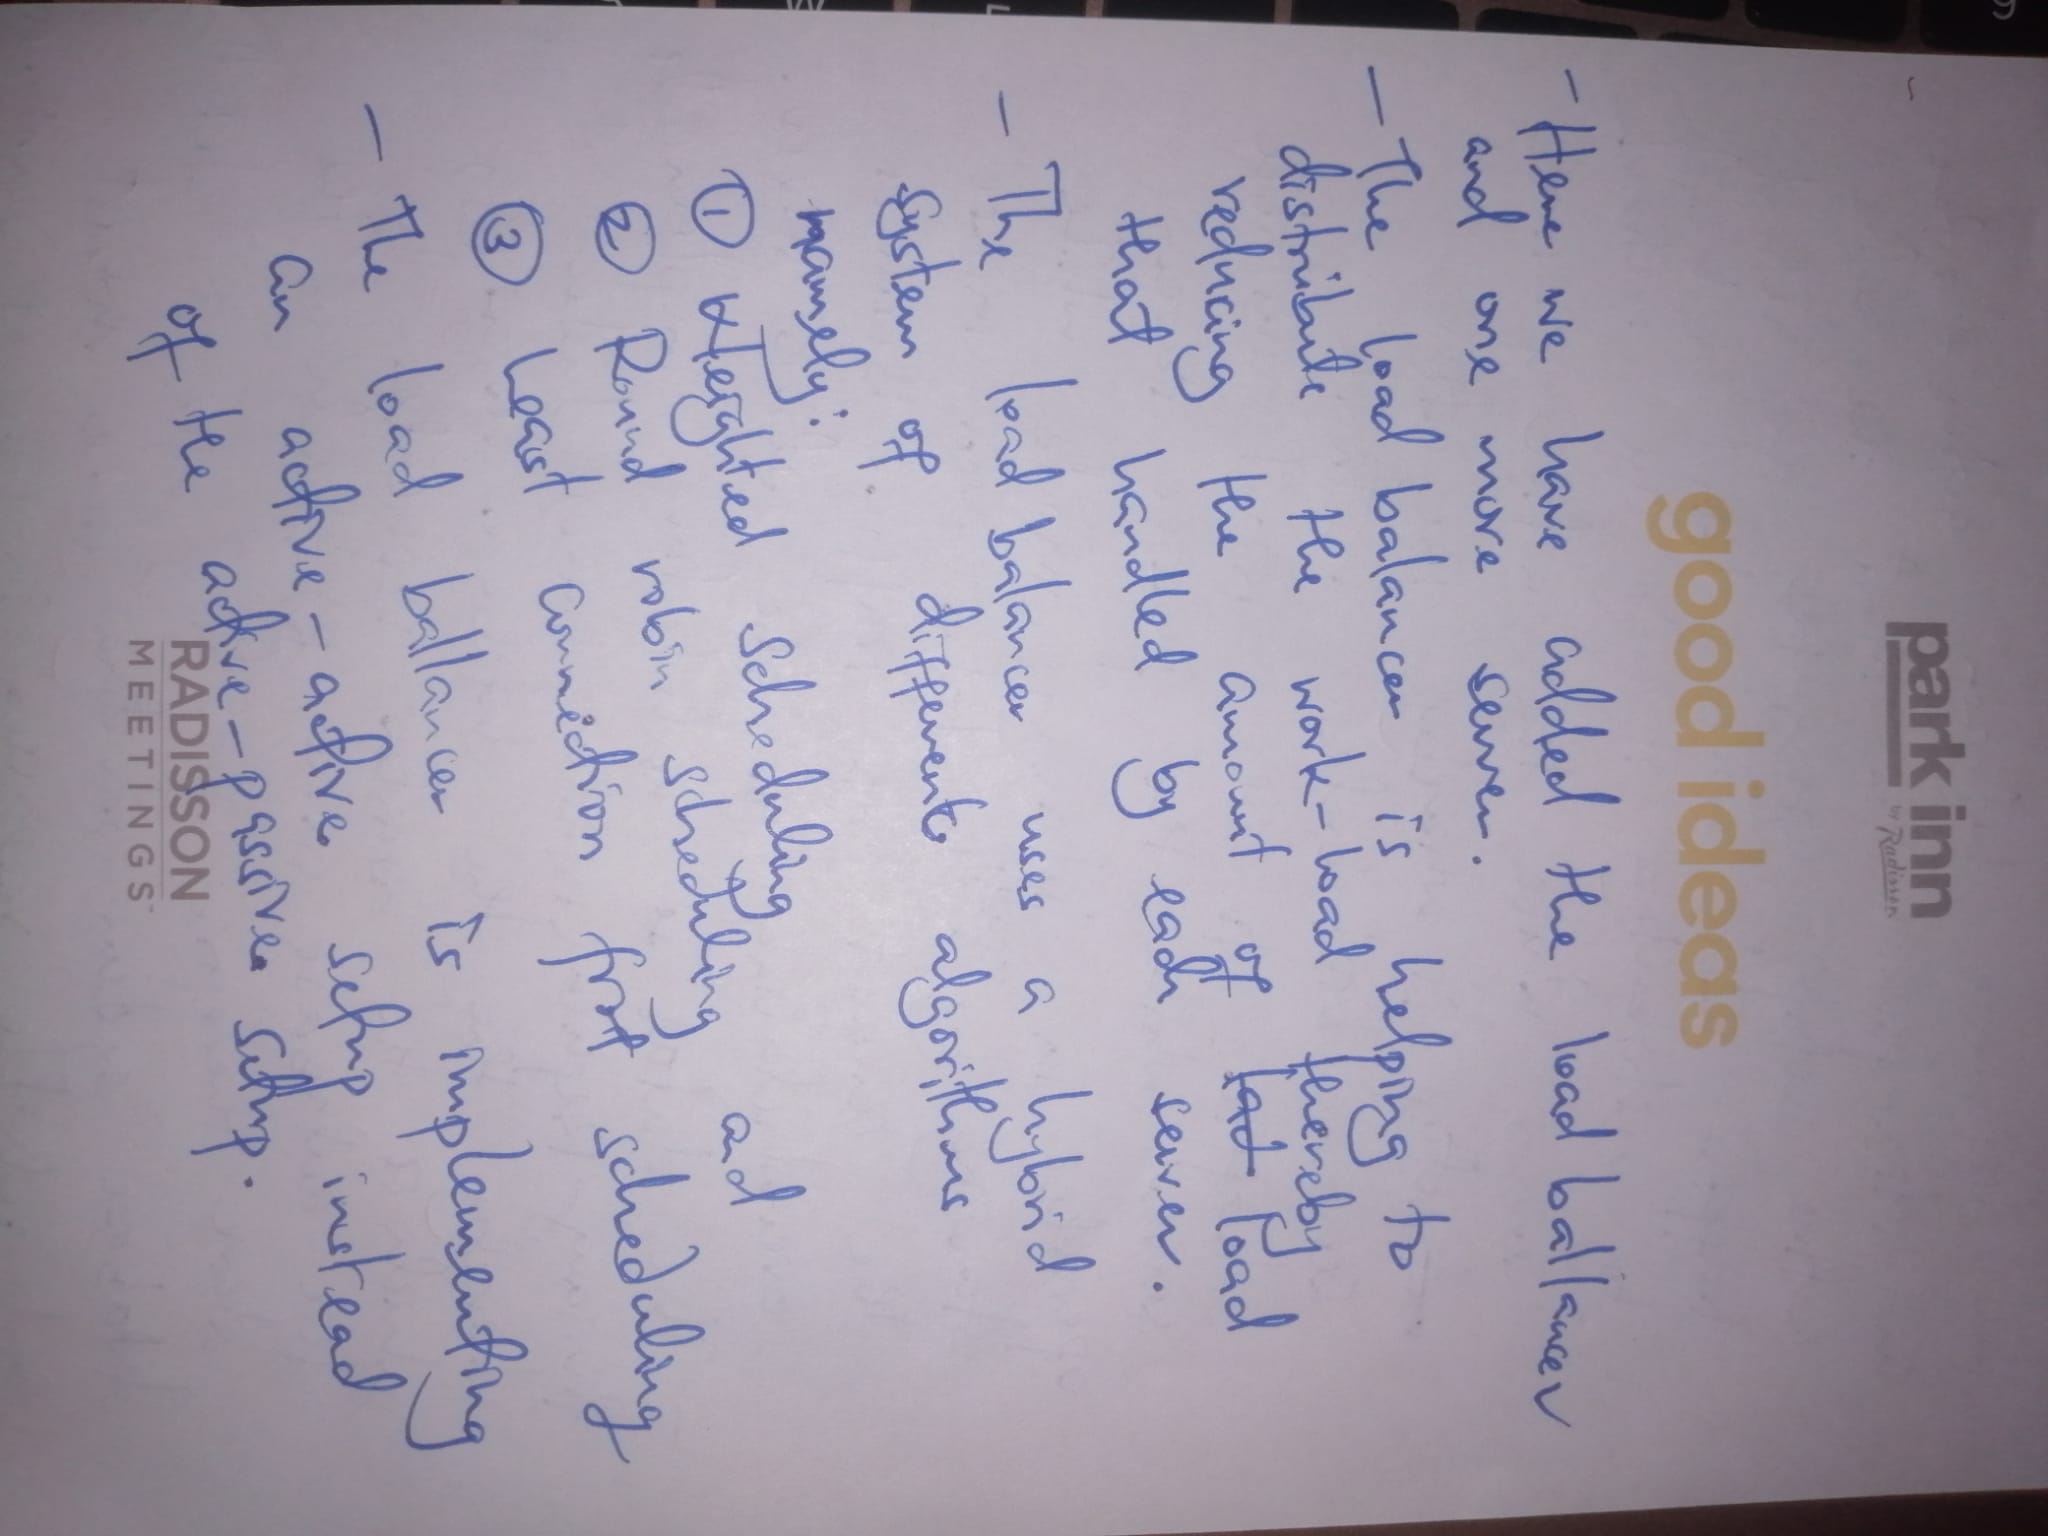 park inn
by Radisson
good ideas
- Here we have added the load ballancer
and one more server.
- The load balancer is helping to
distribute the work-load thereby
reducing the amount of load
that handled by each server.
- The load balancer uses a hybrid
system of differents algorithms
namely:
① Weighted scheduling and
② Round robin scheduling
③ Least connection first scheduling
- The load ballancer is implementing
an active-active setup instead
of the active-passive setup.
RADISSON
MEETINGS